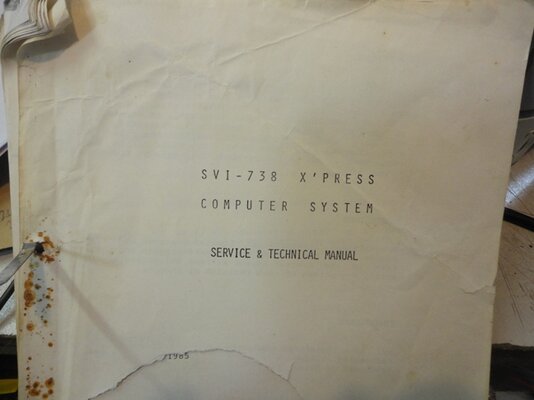 SVI-738 X'PRESS
COMPUTER SYSTEM
SERVICE & TECHNICAL MANUAL
/1985